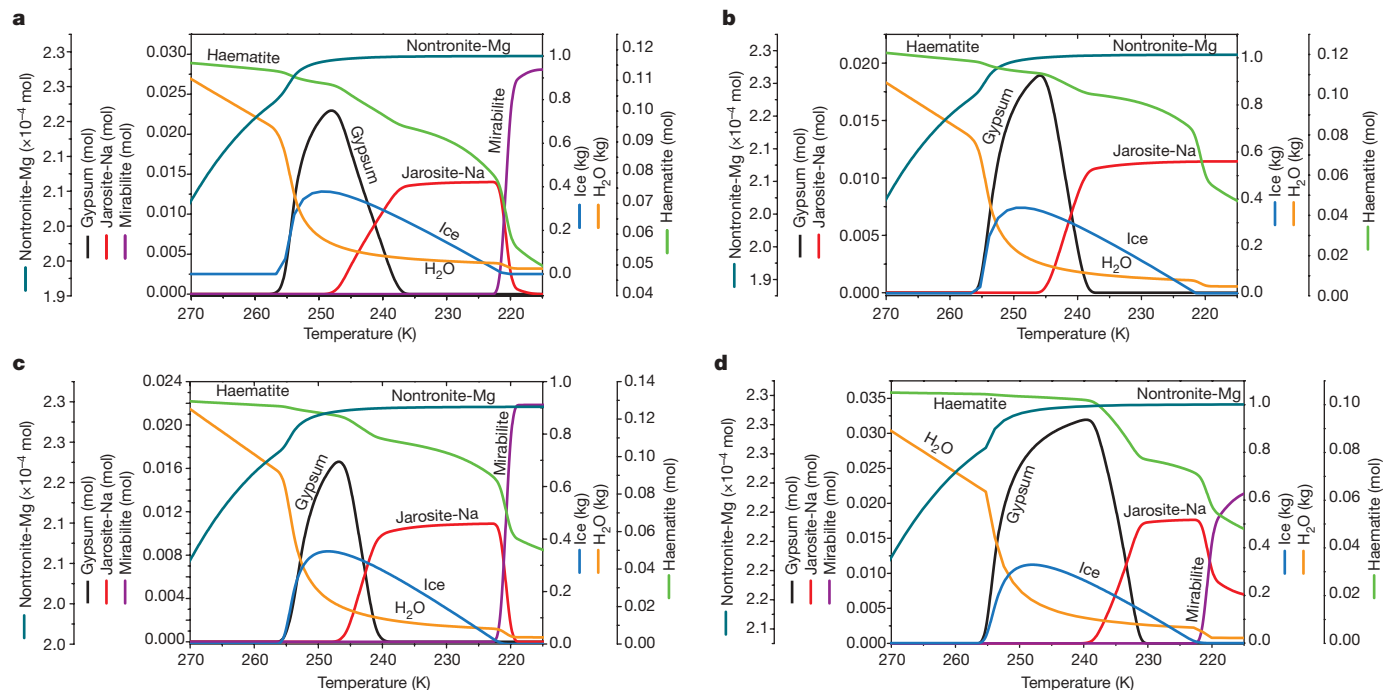 a
Nontronite-Mg (×10⁻⁴ mol)
2.3
2.3
2.2
2.2
2.1
2.1
2.0
2.0
1.9
Gypsum (mol)
Jarosite-Na (mol)
Mirabilite (mol)
0.030
0.025
0.020
0.015
0.010
0.005
0.000
Haematite
Nontronite-Mg
Gypsum
Jarosite-Na
Mirabilite
Ice
H₂O
270 260 250 240 230 220
Temperature (K)
1.0
0.8
0.6
0.4
0.2
0.0
Ice (kg)
H₂O (kg)
0.12
0.11
0.10
0.09
0.08
0.07
0.06
0.05
0.04
Haematite (mol)
b
Nontronite-Mg (×10⁻⁴ mol)
2.3
2.3
2.2
2.1
2.1
2.0
2.0
1.9
Gypsum (mol)
Jarosite-Na (mol)
0.020
0.015
0.010
0.005
0.000
Haematite
Nontronite-Mg
Gypsum
Jarosite-Na
Ice
H₂O
270 260 250 240 230 220
Temperature (K)
1.0
0.8
0.6
0.4
0.2
0.0
Ice (kg)
H₂O (kg)
0.12
0.10
0.08
0.06
0.04
0.02
0.00
Haematite (mol)
c
Nontronite-Mg (×10⁻⁴ mol)
2.3
2.3
2.2
2.1
2.1
2.0
2.0
Gypsum (mol)
Jarosite-Na (mol)
Mirabilite (mol)
0.024
0.020
0.016
0.012
0.008
0.004
0.000
Haematite
Nontronite-Mg
Gypsum
Jarosite-Na
Mirabilite
Ice
H₂O
270 260 250 240 230 220
Temperature (K)
1.0
0.8
0.6
0.4
0.2
0.0
Ice (kg)
H₂O (kg)
0.14
0.12
0.10
0.08
0.06
0.04
0.02
0.00
Haematite (mol)
d
Nontronite-Mg (×10⁻⁴ mol)
2.3
2.3
2.3
2.2
2.2
2.2
2.1
2.1
Gypsum (mol)
Jarosite-Na (mol)
Mirabilite (mol)
0.035
0.030
0.025
0.020
0.015
0.010
0.005
0.000
Haematite
Nontronite-Mg
H₂O
Gypsum
Jarosite-Na
Ice
Mirabilite
270 260 250 240 230 220
Temperature (K)
1.0
0.8
0.6
0.4
0.2
0.0
Ice (kg)
H₂O (kg)
0.10
0.08
0.06
0.04
0.02
0.00
Haematite (mol)